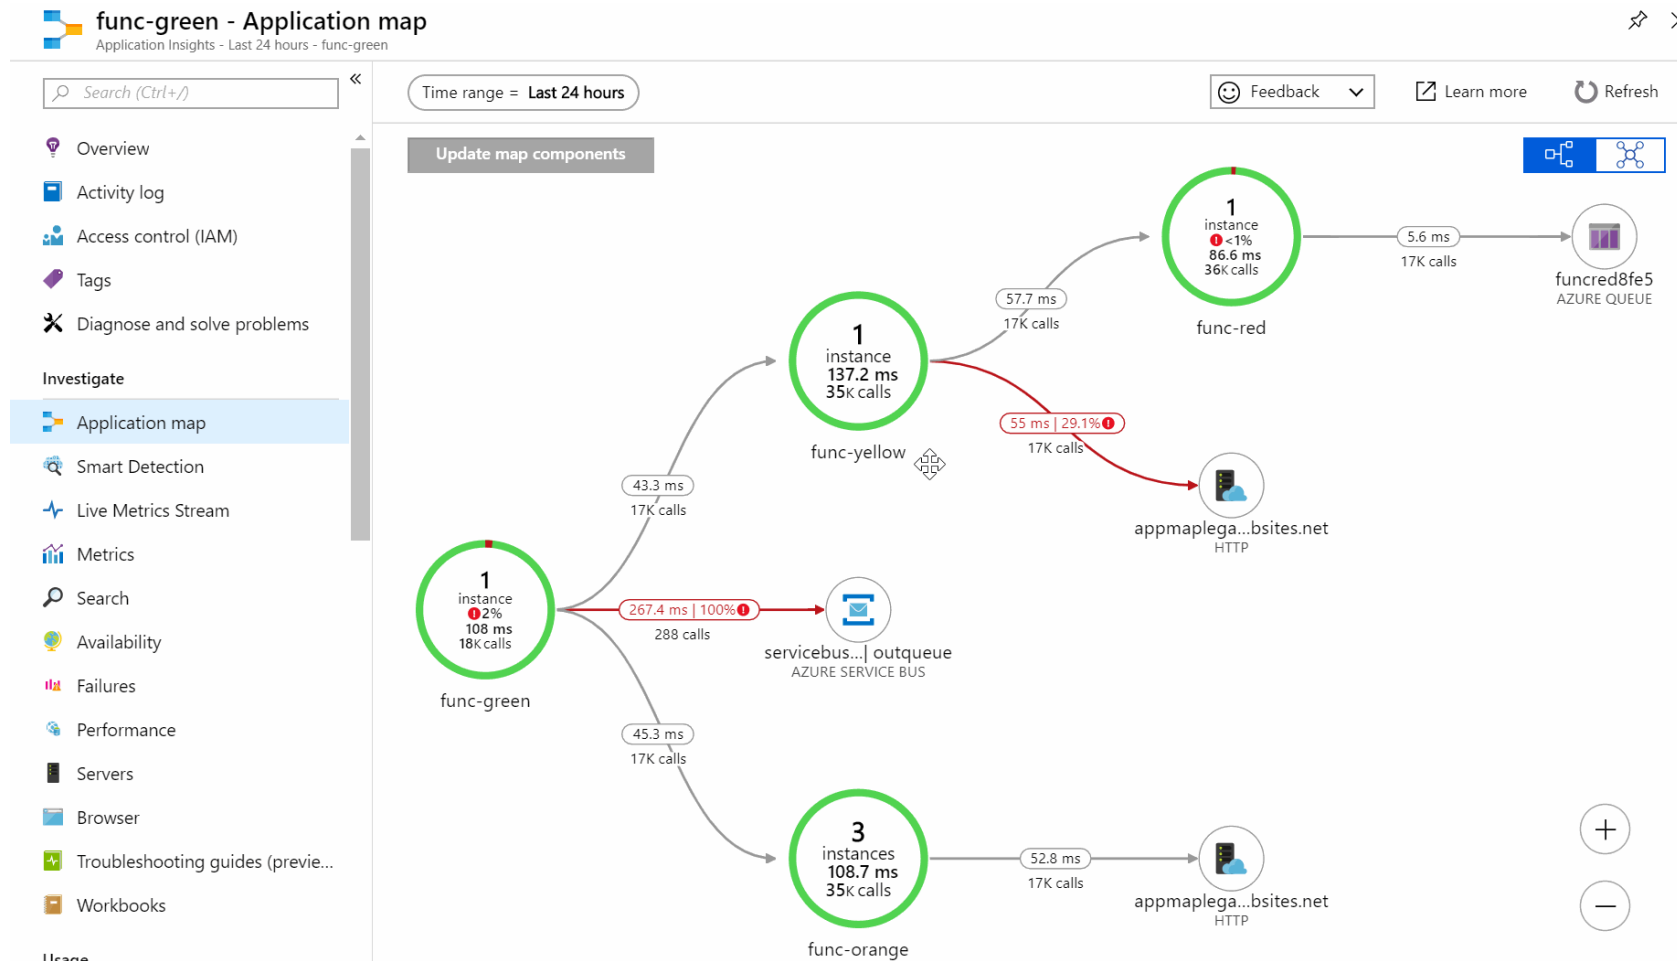 func-green - Application map
Application Insights - Last 24 hours - func-green
Search (Ctrl+/)
Overview
Activity log
Access control (IAM)
Tags
Diagnose and solve problems
Investigate
Application map
Smart Detection
Live Metrics Stream
Metrics
Search
Availability
Failures
Performance
Servers
Browser
Troubleshooting guides (previe...
Workbooks
Usage
Time range = Last 24 hours
Feedback
Learn more
Refresh
Update map components
1
instance
2%
108 ms
18K calls
func-green
43.3 ms
17K calls
267.4 ms | 100%
288 calls
45.3 ms
17K calls
1
instance
137.2 ms
35K calls
func-yellow
servicebus...| outqueue
AZURE SERVICE BUS
3
instances
108.7 ms
35K calls
func-orange
57.7 ms
17K calls
55 ms | 29.1%
17K calls
52.8 ms
17K calls
1
instance
<1%
86.6 ms
36K calls
func-red
appmaplega...bsites.net
HTTP
appmaplega...bsites.net
HTTP
5.6 ms
17K calls
funcred8fe5
AZURE QUEUE